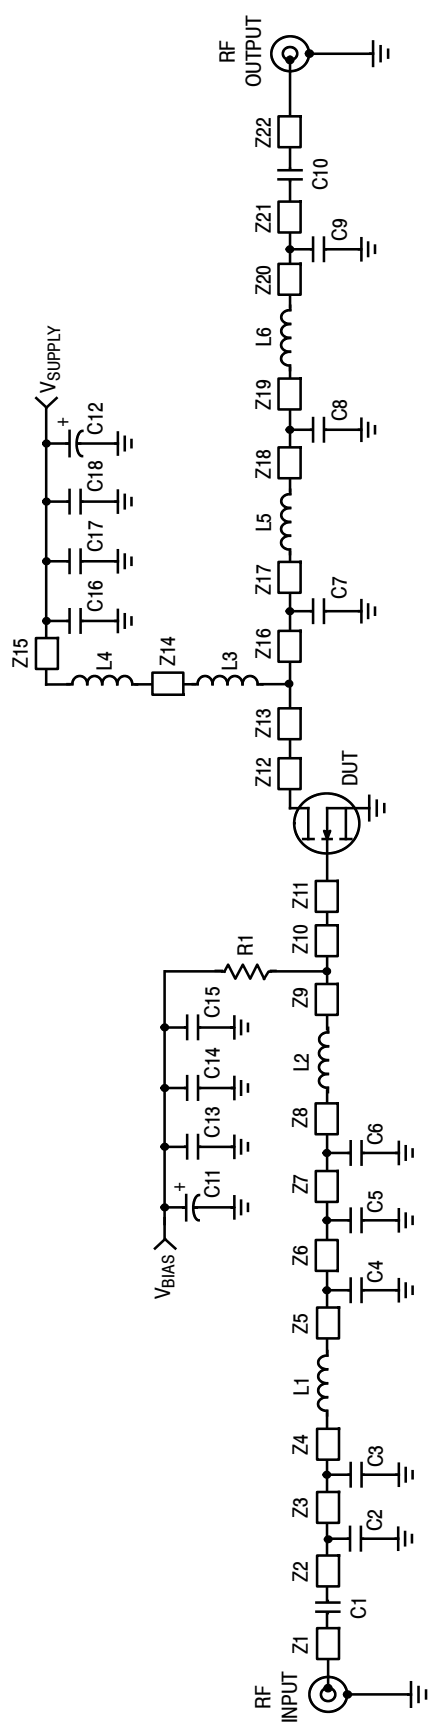 RF
INPUT
Z1
C1
Z2
C2
Z3
C3
Z4
L1
Z5
C4
Z6
C5
Z7
C6
Z8
L2
Z9
R1
VBIAS
+
C11
C13
C14
C15
Z10
Z11
DUT
Z12
Z13
L3
Z14
L4
Z15
C16
C17
C18
+
C12
VSUPPLY
Z16
C7
Z17
L5
Z18
C8
Z19
L6
Z20
C9
Z21
C10
Z22
RF
OUTPUT